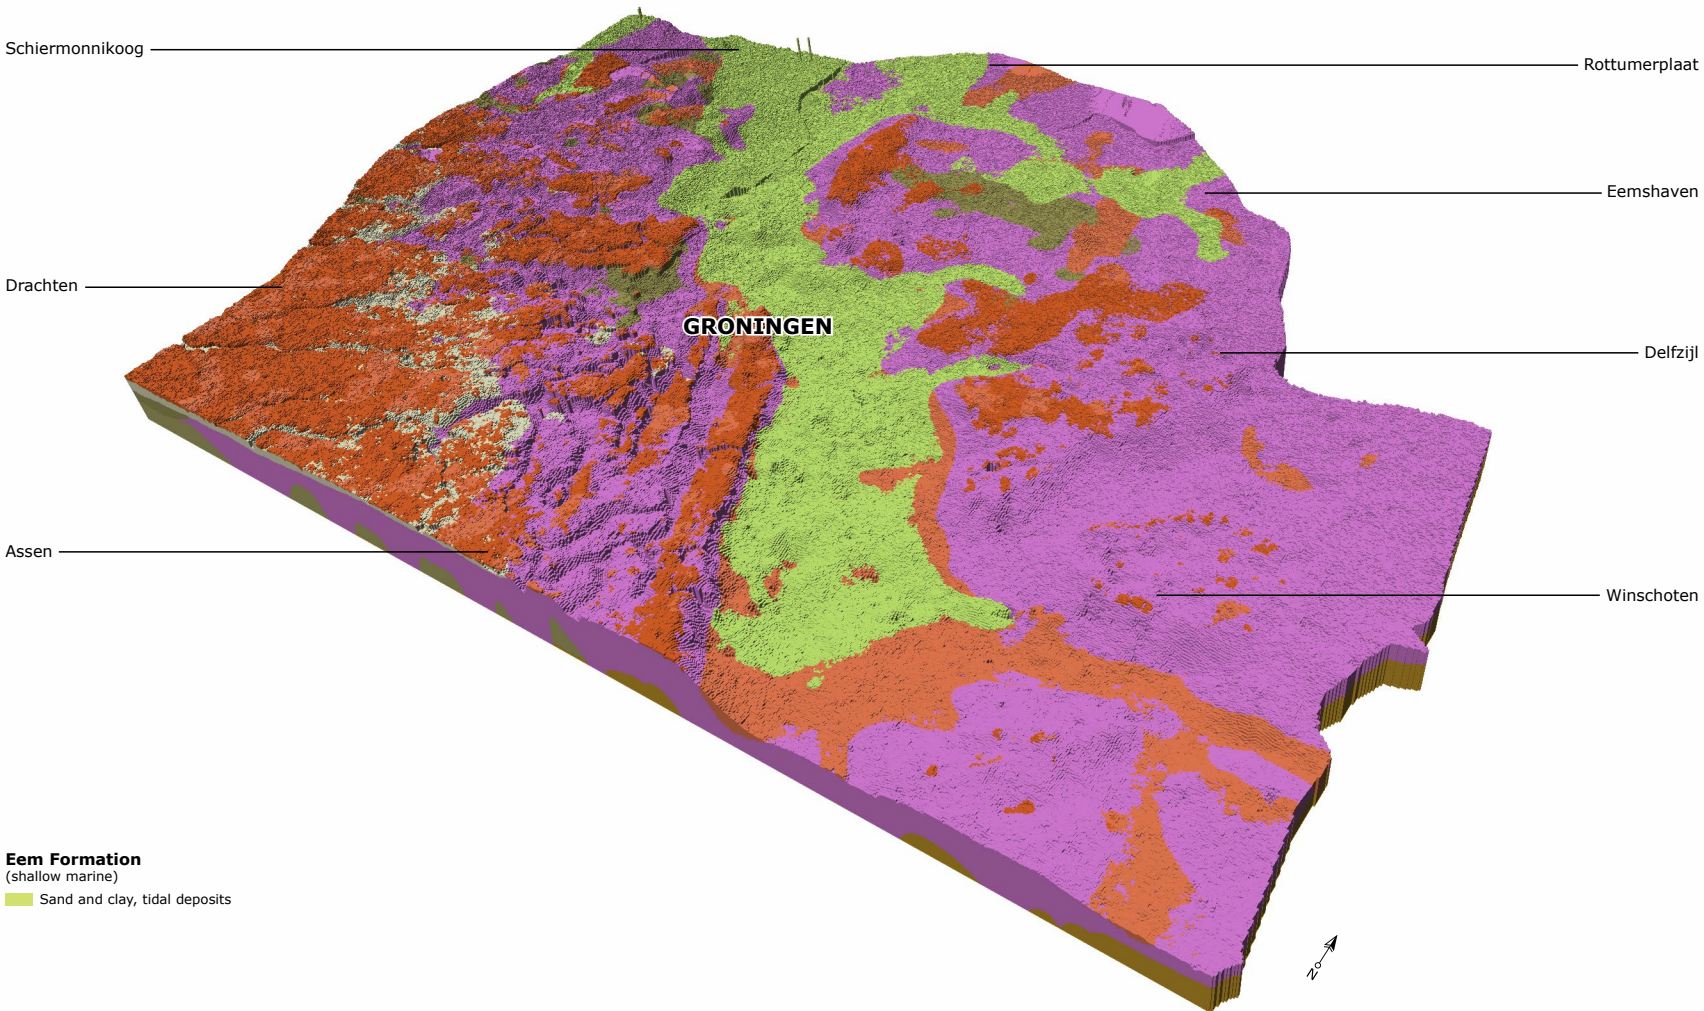 Schiermonnikoog
Rottumerplaat
Eemshaven
Drachten
GRONINGEN
Delfzijl
Assen
Winschoten
Eem Formation
(shallow marine)
Sand and clay, tidal deposits
N